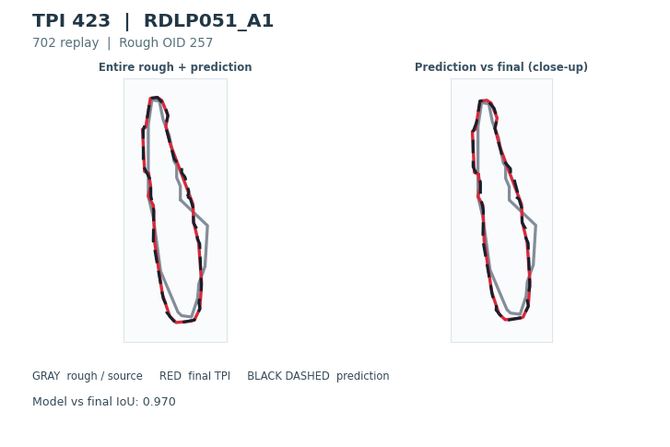 TPI 423 | RDLP051_A1
702 replay | Rough OID 257
Entire rough + prediction
Prediction vs final (close-up)
GRAY rough / source RED final TPI BLACK DASHED prediction
Model vs final IoU: 0.970